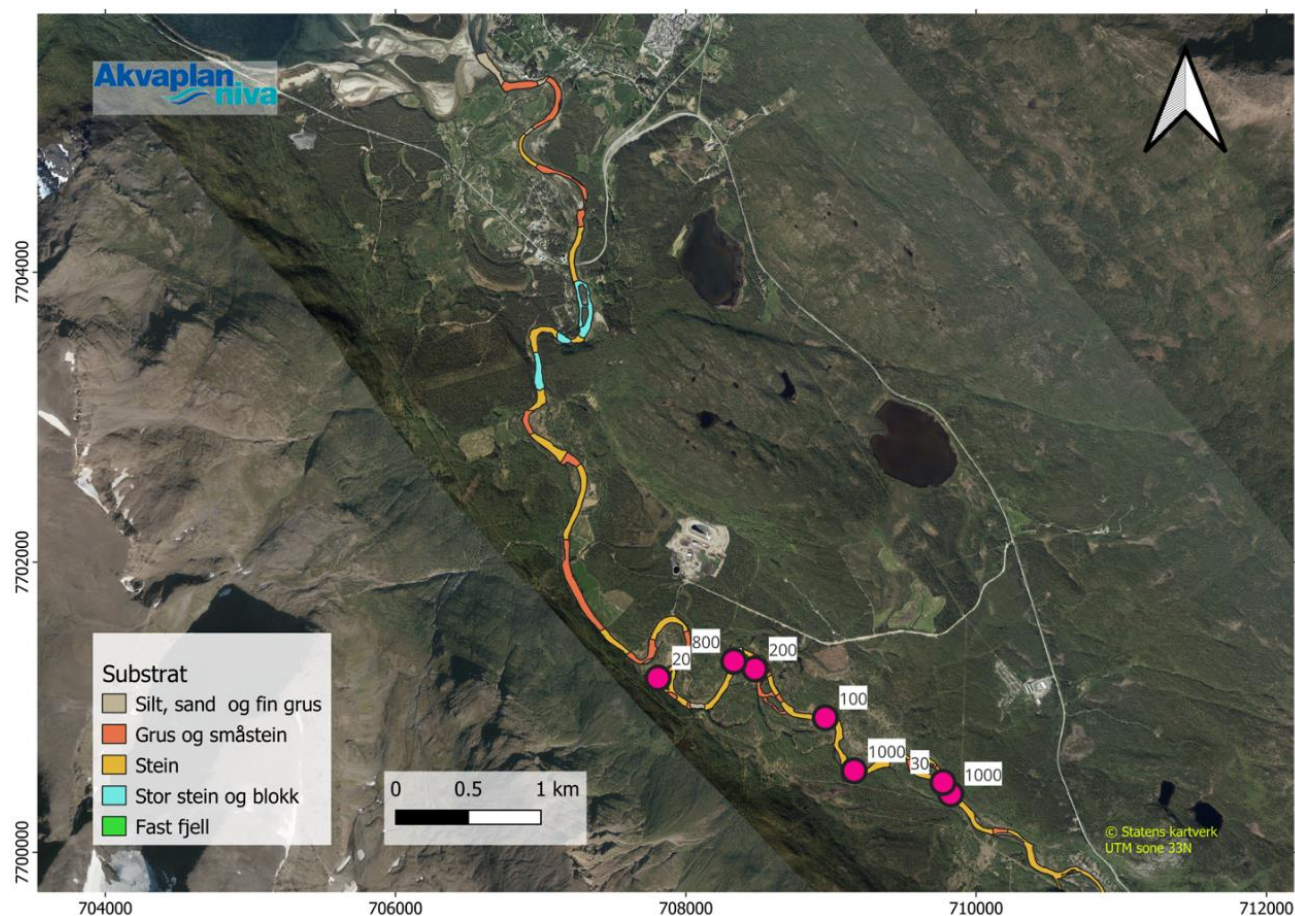 Akvaplan
niva
7704000
7702000
7700000
800
20
200
100
1000
30
1000
Substrat
Silt, sand og fin grus
Grus og småstein
Stein
Stor stein og blokk
Fast fjell
0 0.5 1 km
© Statens kartverk
UTM sone 33N
704000 706000 708000 710000 712000